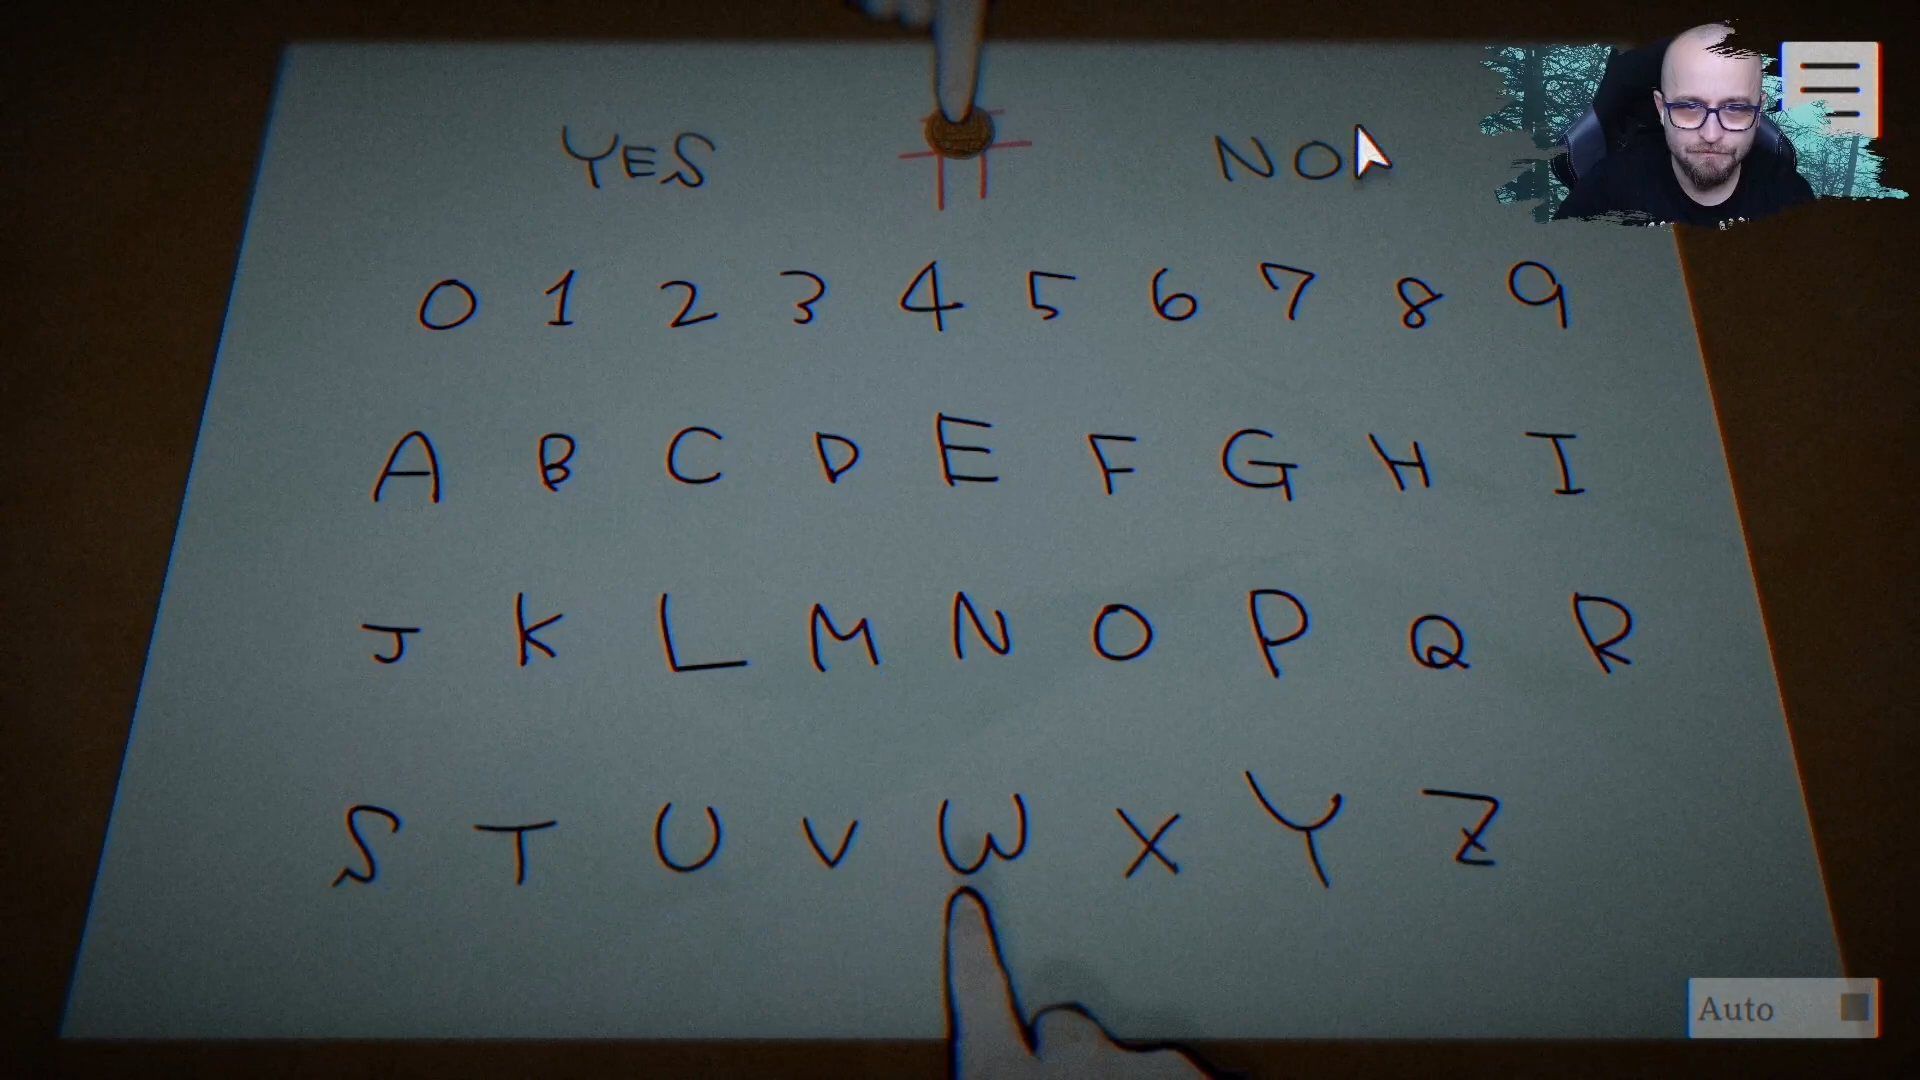 YES NO
0 1 2 3 4 5 6 7 8 9
A B C D E F G H I
J K L M N O P Q R
S T U V W X Y Z
Auto